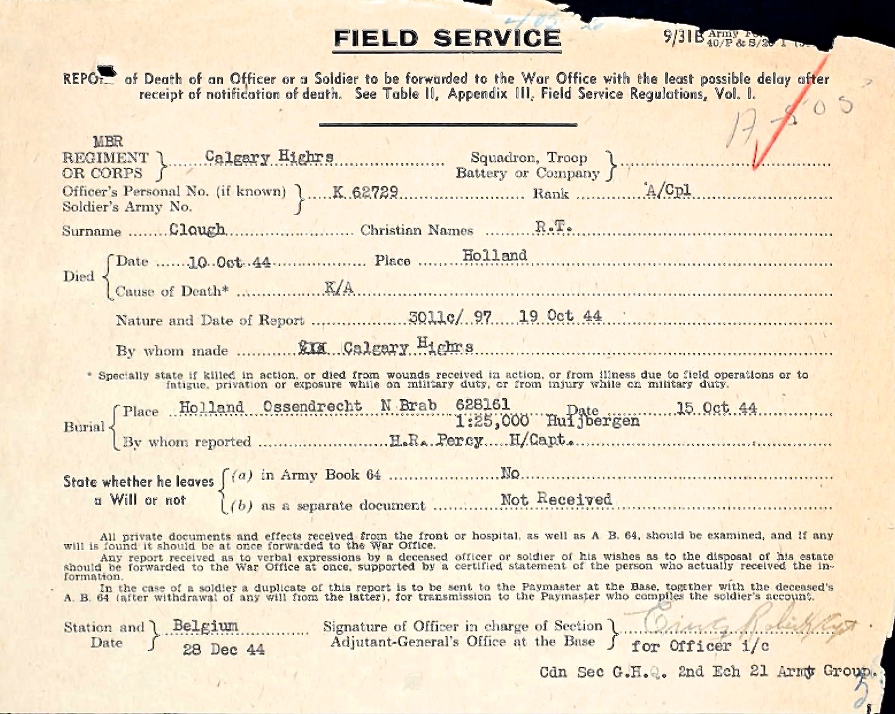 FIELD SERVICE
9/31B Army
40/P & S/
REPO of Death of an Officer or a Soldier to be forwarded to the War Office with the least possible delay after
receipt of notification of death. See Table II, Appendix III, Field Service Regulations, Vol. I.
MBR
REGIMENT OR CORPS } Calgary Highrs Squadron, Troop Battery or Company }
Officer's Personal No. (if known) Soldier's Army No. } K 62729 Rank A/Cpl
Surname Clough Christian Names R.T.
Died { Date 10 Oct 44 Place Holland
Cause of Death* K/A
Nature and Date of Report 3011c/ 97 19 Oct 44
By whom made Calgary Highrs
* Specially state if killed in action, or died from wounds received in action, or from illness due to field operations or to
fatigue, privation or exposure while on military duty, or from injury while on military duty.
Burial { Place Holland Ossendrecht N Brab 628161 Date 15 Oct 44
1:25,000 Huijbergen
By whom reported H.R. Percy H/Capt.
State whether he leaves a Will or not { (a) in Army Book 64 No
(b) as a separate document Not Received
All private documents and effects received from the front or hospital, as well as A. B. 64, should be examined, and if any
will is found it should be at once forwarded to the War Office.
Any report received as to verbal expressions by a deceased officer or soldier of his wishes as to the disposal of his estate
should be forwarded to the War Office at once, supported by a certified statement of the person who actually received the in-
formation.
In the case of a soldier a duplicate of this report is to be sent to the Paymaster at the Base, together with the deceased's
A. B. 64 (after withdrawal of any will from the latter), for transmission to the Paymaster who compiles the soldier's account.
Station and Date } Belgium Signature of Officer in charge of Section Adjutant-General's Office at the Base }
28 Dec 44 for Officer i/c
Cdn Sec G.H.Q. 2nd Ech 21 Army Group.